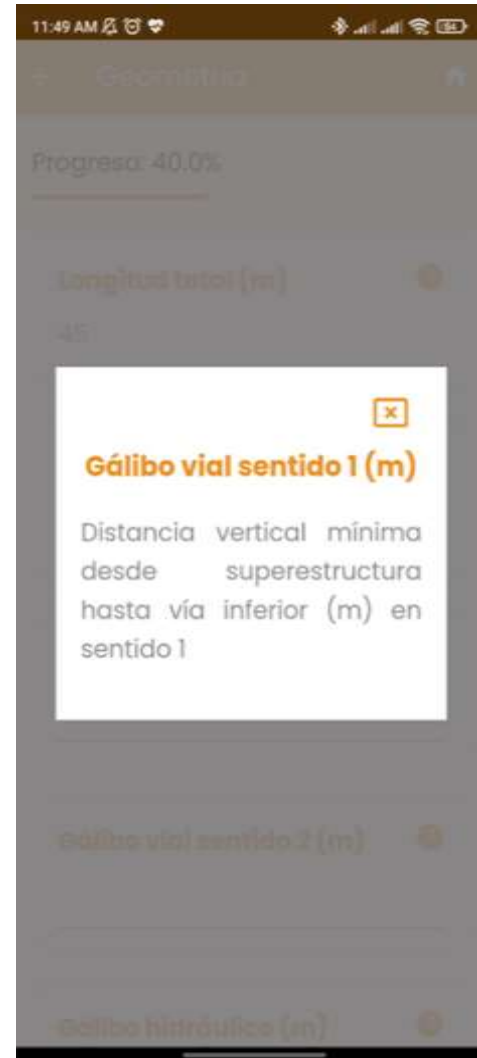 11:49 AM
Geometría
Progreso: 40.0%
Longitud total (m)
45
Gálibo vial sentido 1 (m)
Distancia vertical mínima
desde superestructura
hasta vía inferior (m) en
sentido 1
Gálibo vial sentido 2 (m)
Gálibo hidráulico (m)